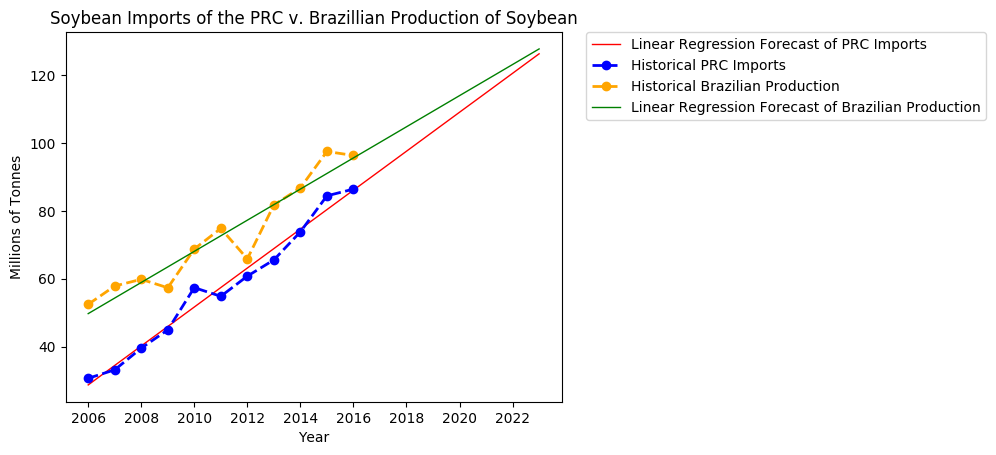 Soybean Imports of the PRC v. Brazillian Production of Soybean
Linear Regression Forecast of PRC Imports
Historical PRC Imports
Historical Brazilian Production
Linear Regression Forecast of Brazilian Production
Millions of Tonnes
120
100
80
60
40
2006 2008 2010 2012 2014 2016 2018 2020 2022
Year